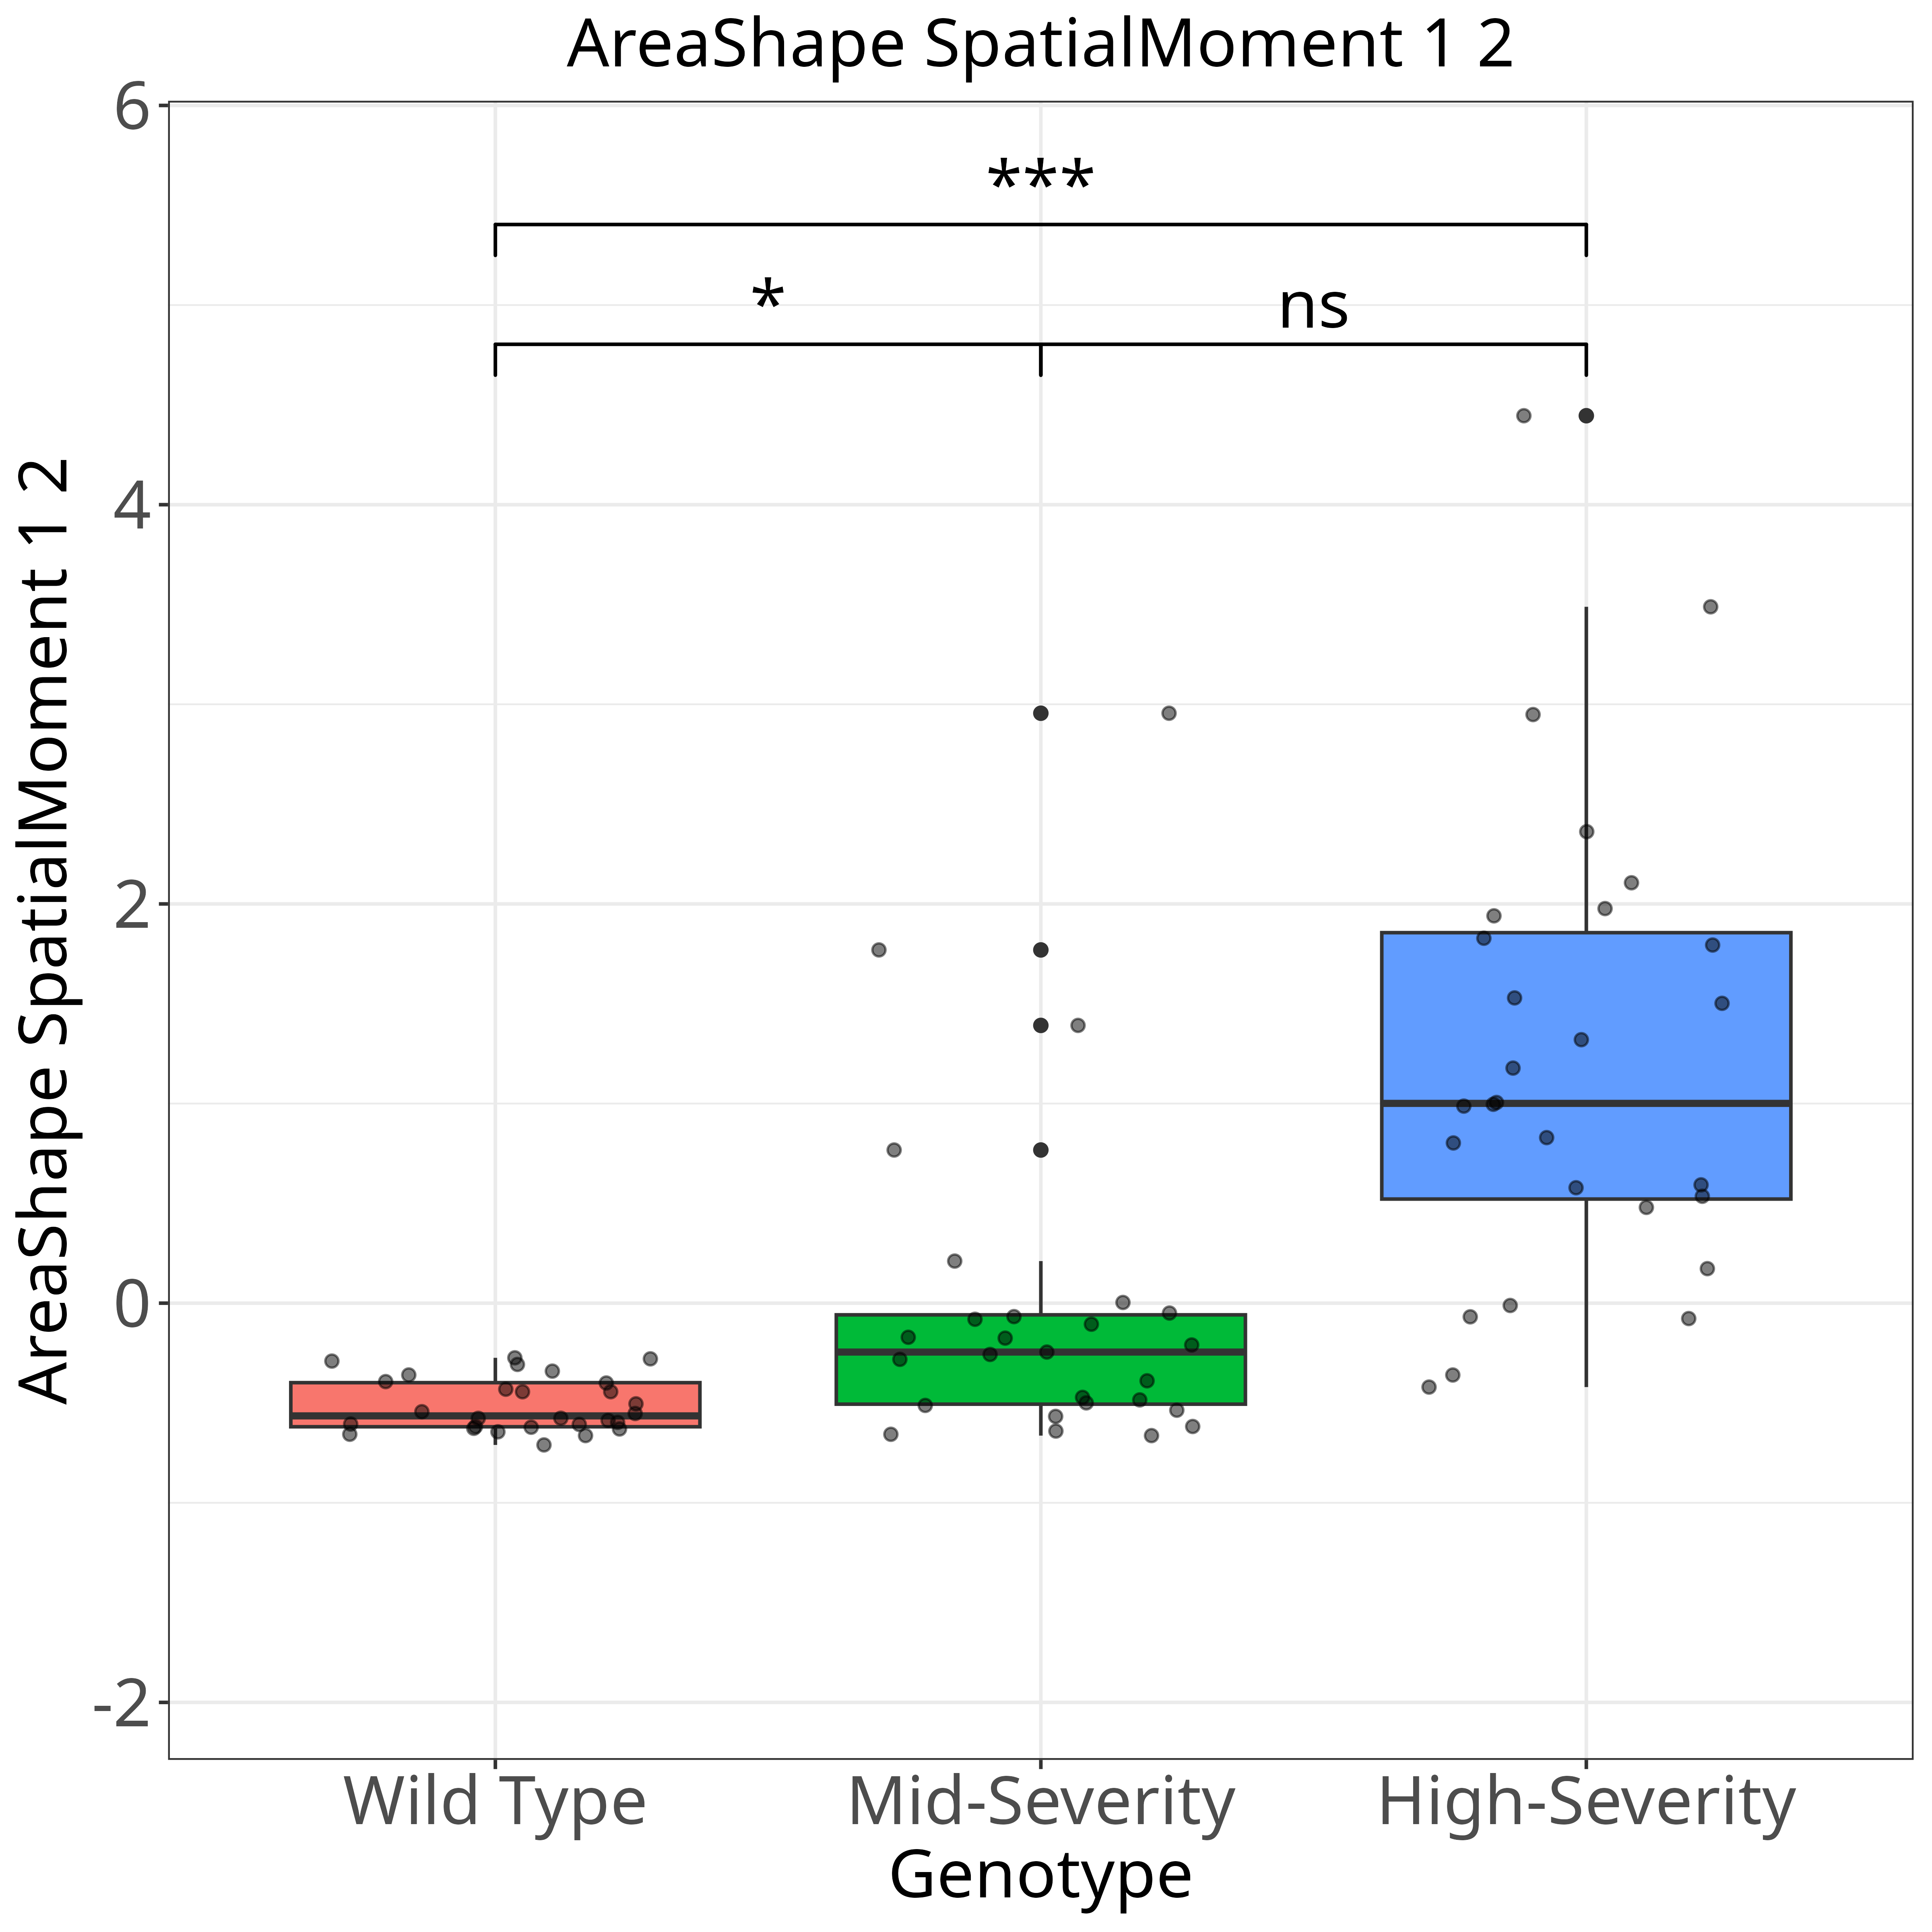 AreaShape SpatialMoment 1 2
AreaShape SpatialMoment 1 2
6
4
2
0
-2
***
*
ns
Wild Type
Mid-Severity
High-Severity
Genotype